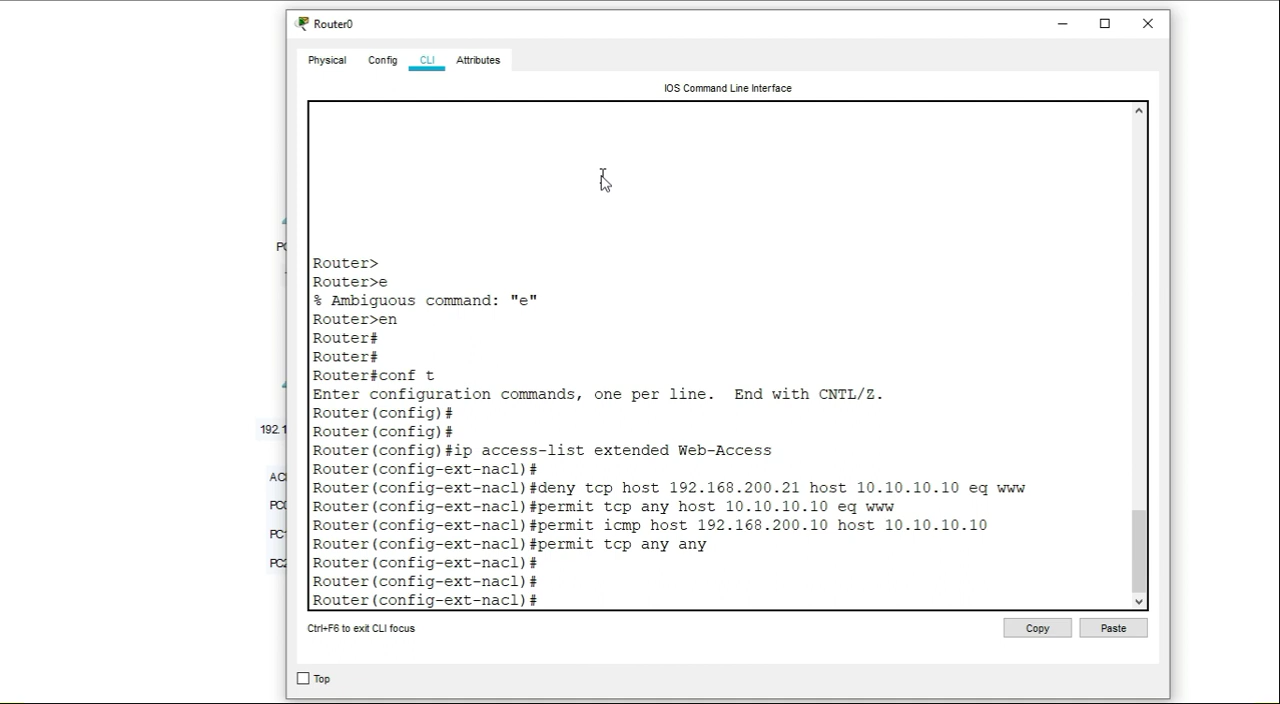 Router0
Physical Config CLI Attributes
IOS Command Line Interface
Router>
Router>e
% Ambiguous command: "e"
Router>en
Router#
Router#
Router#conf t
Enter configuration commands, one per line.  End with CNTL/Z.
Router(config)#
Router(config)#
Router(config)#ip access-list extended Web-Access
Router(config-ext-nacl)#
Router(config-ext-nacl)#deny tcp host 192.168.200.21 host 10.10.10.10 eq www
Router(config-ext-nacl)#permit tcp any host 10.10.10.10 eq www
Router(config-ext-nacl)#permit icmp host 192.168.200.10 host 10.10.10.10
Router(config-ext-nacl)#permit tcp any any
Router(config-ext-nacl)#
Router(config-ext-nacl)#
Router(config-ext-nacl)#
Ctrl+F6 to exit CLI focus
Copy Paste
Top
192.1
PC